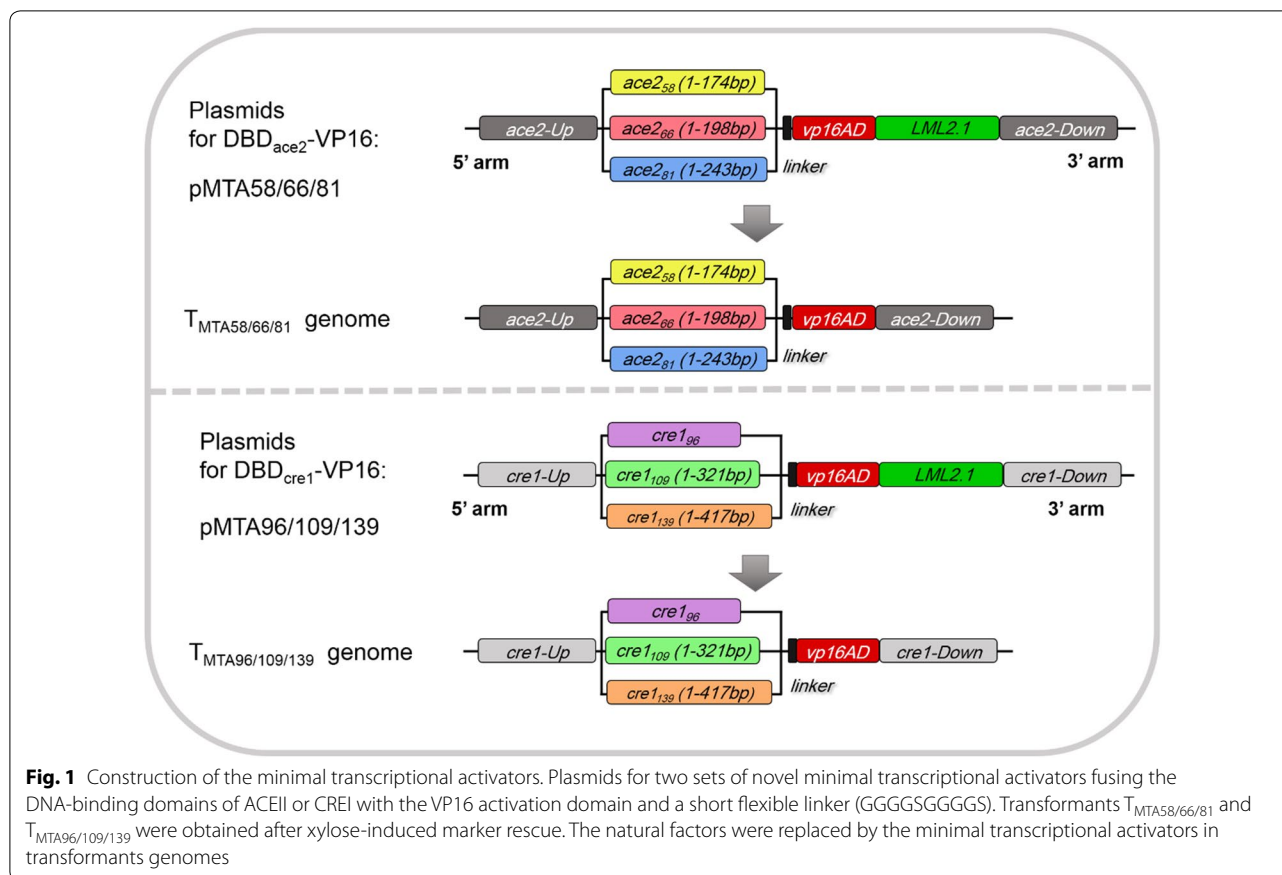 Plasmids
for DBDace2-VP16:
pMTA58/66/81
ace258 (1-174bp)
ace2-Up ace266 (1-198bp) vp16AD LML2.1 ace2-Down
5’ arm ace281 (1-243bp) linker 3’ arm
ace258 (1-174bp)
TMTA58/66/81 genome ace2-Up ace266 (1-198bp) vp16AD ace2-Down
ace281 (1-243bp) linker
Plasmids
for DBDcre1-VP16:
pMTA96/109/139
cre196
cre1-Up cre1109 (1-321bp) vp16AD LML2.1 cre1-Down
5’ arm cre1139 (1-417bp) linker 3’ arm
cre196
TMTA96/109/139 genome cre1-Up cre1109 (1-321bp) vp16AD cre1-Down
cre1139 (1-417bp) linker
Fig. 1 Construction of the minimal transcriptional activators. Plasmids for two sets of novel minimal transcriptional activators fusing the
DNA-binding domains of ACEII or CREI with the VP16 activation domain and a short flexible linker (GGGGSGGGGS). Transformants TMTA58/66/81 and
TMTA96/109/139 were obtained after xylose-induced marker rescue. The natural factors were replaced by the minimal transcriptional activators in
transformants genomes